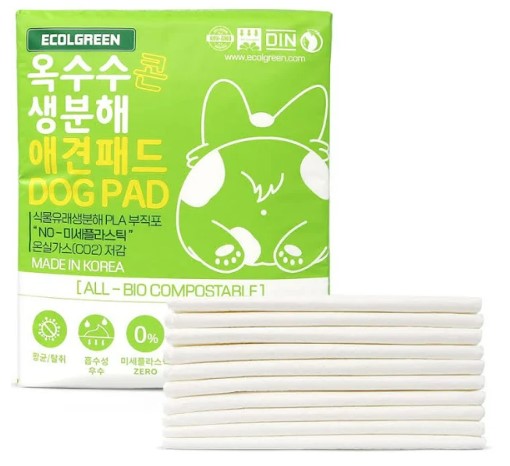 ECOLGREEN
DIN
www.ecolgreen.com
옥수수콘
생분해
애견패드
DOG PAD
식물유래생분해 PLA 부직포
"NO - 미세플라스틱"
온실가스(CO2) 저감
MADE IN KOREA
[ ALL - BIO COMPOSTABLE ]
0%
항균/탈취
흡수성
우수
미세플라스
ZERO